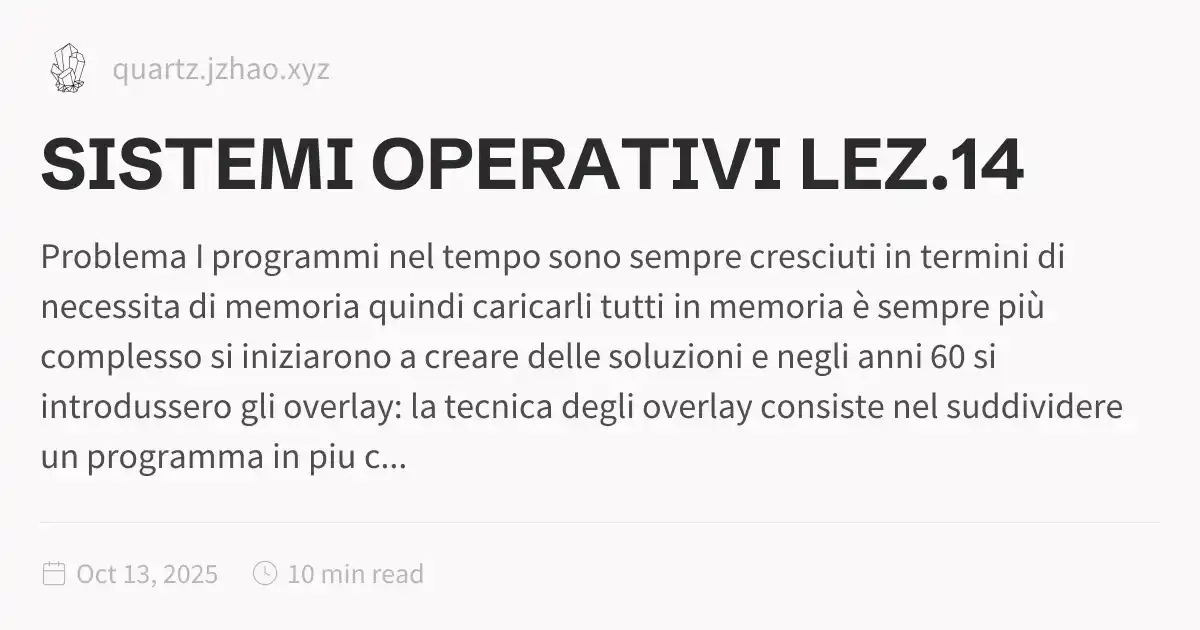 quartz.jzhao.xyz
SISTEMI OPERATIVI LEZ.14
Problema I programmi nel tempo sono sempre cresciuti in termini di
necessita di memoria quindi caricarli tutti in memoria è sempre più
complesso si iniziarono a creare delle soluzioni e negli anni 60 si
introdussero gli overlay: la tecnica degli overlay consiste nel suddividere
un programma in piu c...
Oct 13, 2025 10 min read